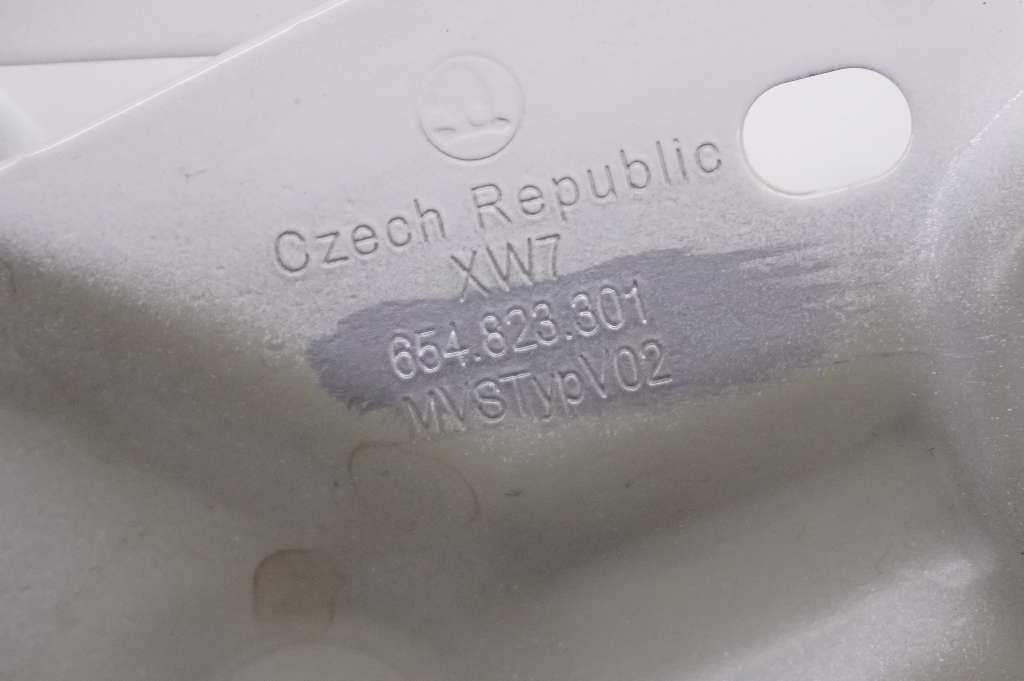 Czech Republic
XW7
654.823.301
MVSTypV02